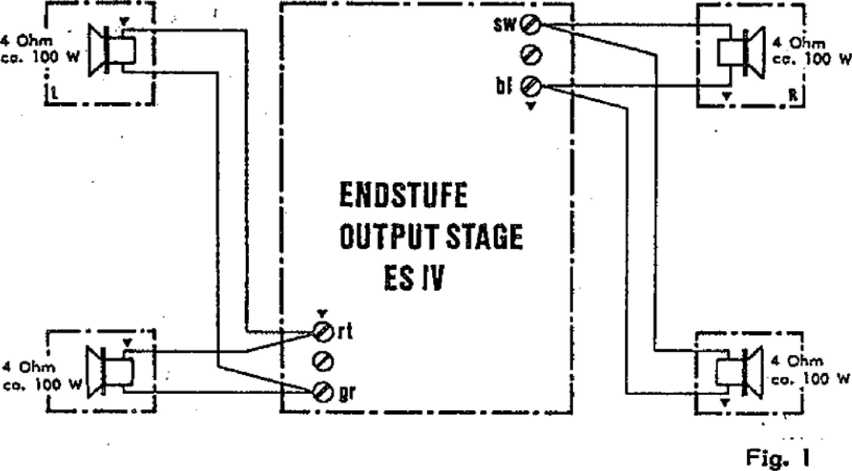 4 Ohm
ca. 100 W
L
sw
bl
4 Ohm
ca. 100 W
R
ENDSTUFE
OUTPUT STAGE
ES IV
rt
gr
4 Ohm
ca. 100 W
4 Ohm
ca. 100 W
Fig. 1